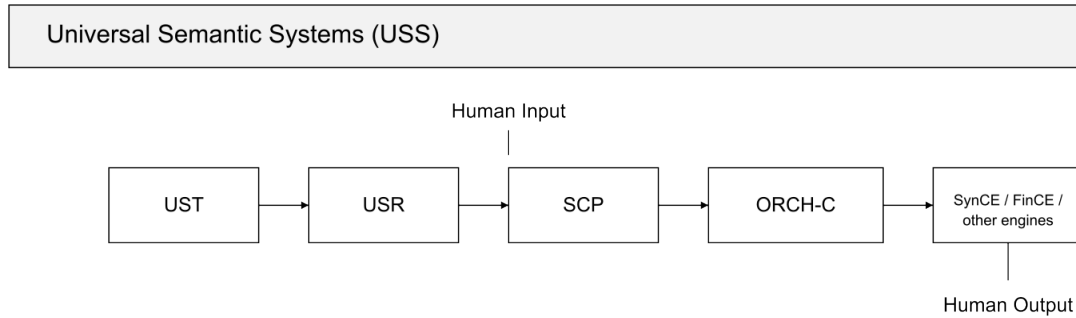 Universal Semantic Systems (USS)
Human Input
UST
USR
SCP
ORCH-C
SynCE / FinCE /
other engines
Human Output